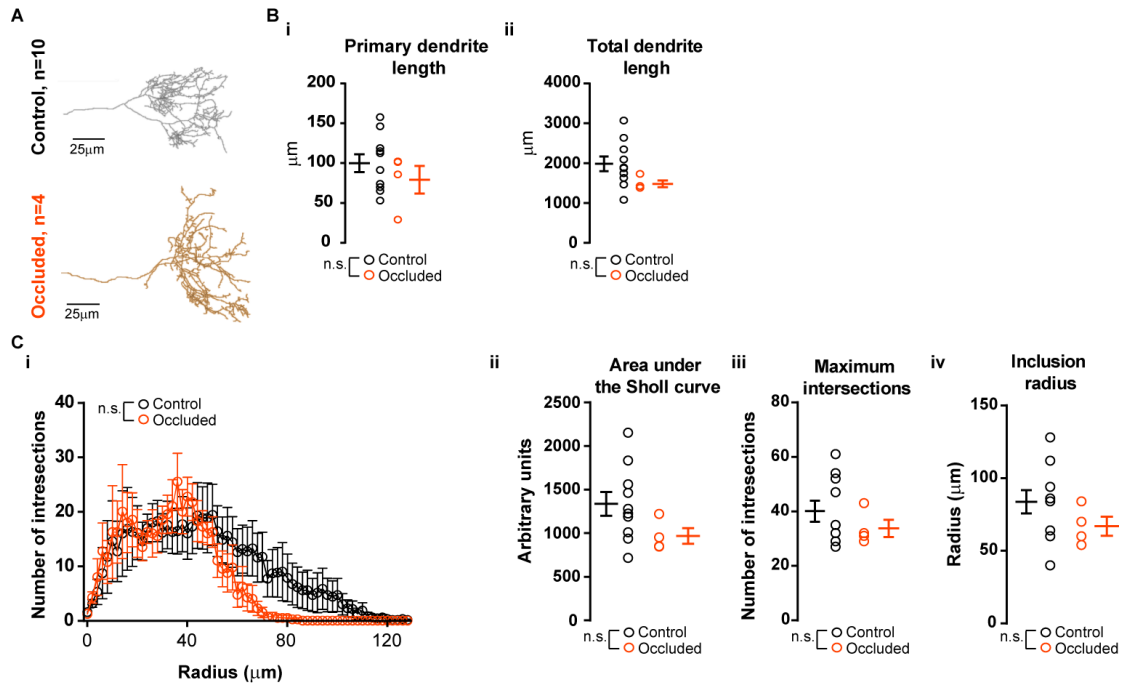 A
Control, n=10
25μm
Occluded, n=4
25μm
B
i
Primary dendrite
length
μm
200
150
100
50
0
n.s.
Control
Occluded
ii
Total dendrite
lengh
μm
4000
3000
2000
1000
0
n.s.
Control
Occluded
C
i
Number of intresections
40
30
20
10
0
n.s.
Control
Occluded
0 40 80 120
Radius (μm)
ii
Area under
the Sholl curve
Arbitrary units
2500
2000
1500
1000
500
0
n.s.
Control
Occluded
iii
Maximum
intersections
Number of intresections
80
60
40
20
0
n.s.
Control
Occluded
iv
Inclusion
radius
Radius (μm)
150
100
50
0
n.s.
Control
Occluded